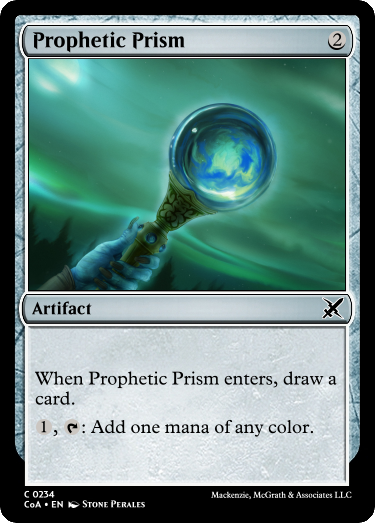 Prophetic Prism 2
Artifact
When Prophetic Prism enters, draw a
card.
1, : Add one mana of any color.
C 0234
CoA • EN Stone Perales
Mackenzie, McGrath & Associates LLC